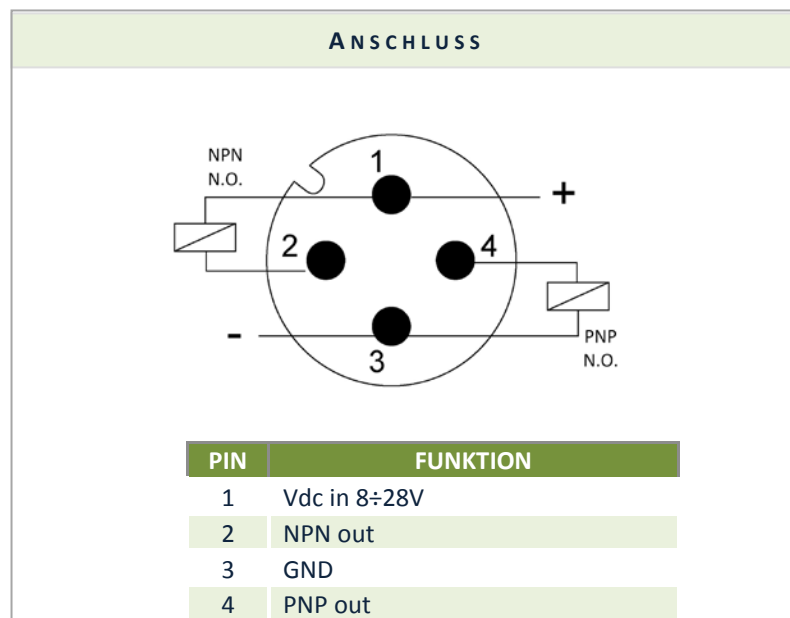 ANSCHLUSS
NPN
N.O.
1
+
2
4
-
3
PNP
N.O.
PIN FUNKTION
1 Vdc in 8÷28V
2 NPN out
3 GND
4 PNP out